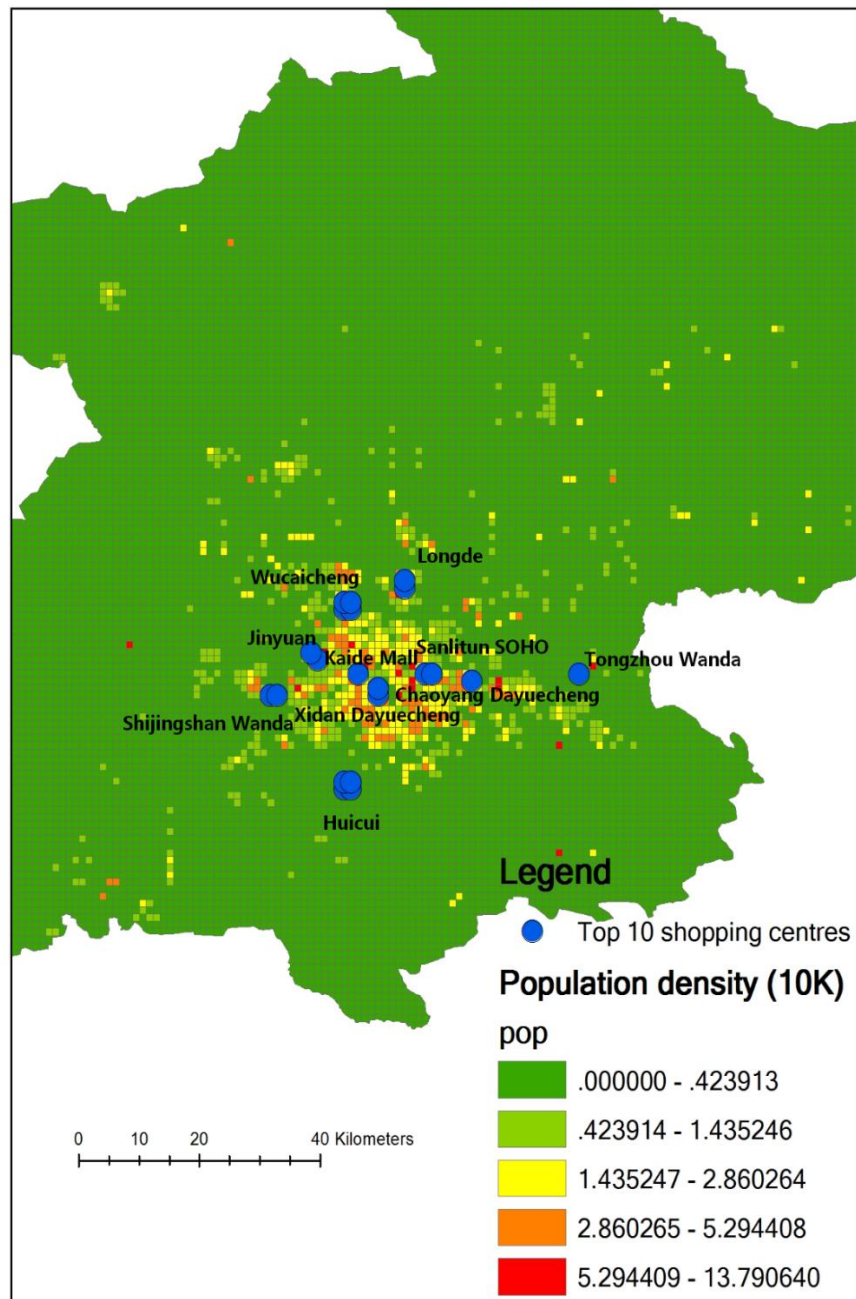 Longde
Wucaicheng
Jinyuan
Kaide Mall
Sanlitun SOHO
Tongzhou Wanda
Chaoyang Dayuecheng
Xidan Dayuecheng
Shijingshan Wanda
Huicui
Legend
Top 10 shopping centres
Population density (10K)
pop
.000000 - .423913
.423914 - 1.435246
1.435247 - 2.860264
2.860265 - 5.294408
5.294409 - 13.790640
0 10 20 40 Kilometers